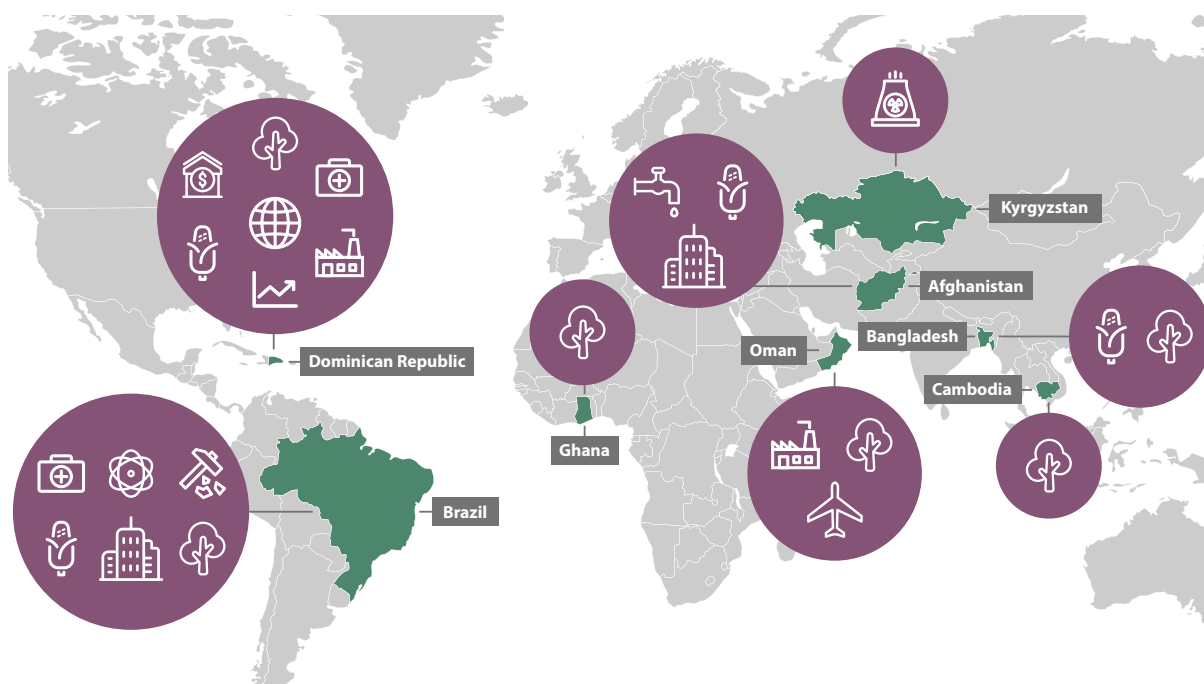 Kyrgyzstan
Afghanistan
Bangladesh
Oman
Dominican Republic
Cambodia
Ghana
Brazil
$